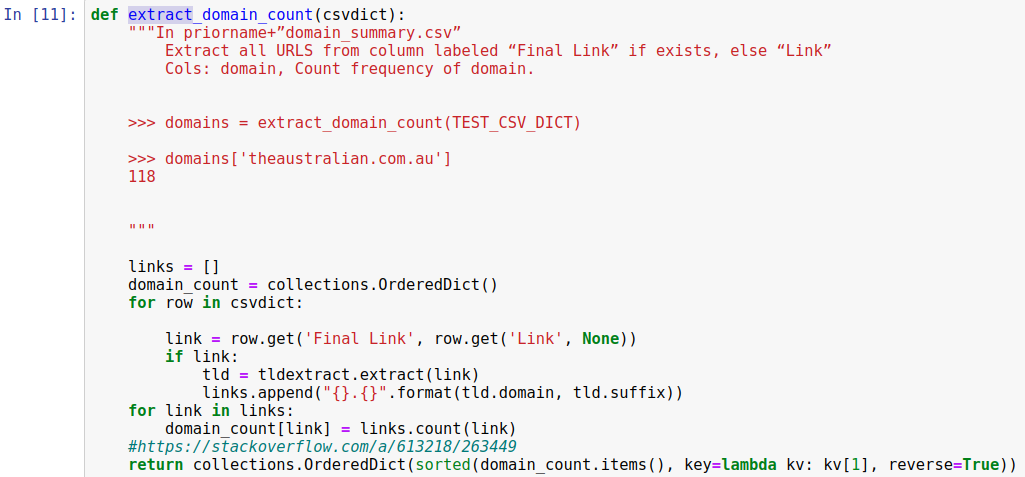 In [11]: def extract_domain_count(csvdict):
    """In priorname+”domain_summary.csv”
        Extract all URLS from column labeled “Final Link” if exists, else “Link”
        Cols: domain, Count frequency of domain.
    >>> domains = extract_domain_count(TEST_CSV_DICT)
    >>> domains['theaustralian.com.au']
    118
    """
    links = []
    domain_count = collections.OrderedDict()
    for row in csvdict:
        link = row.get('Final Link', row.get('Link', None))
        if link:
            tld = tldextract.extract(link)
            links.append("{}.{}".format(tld.domain, tld.suffix))
    for link in links:
        domain_count[link] = links.count(link)
    #https://stackoverflow.com/a/613218/263449
    return collections.OrderedDict(sorted(domain_count.items(), key=lambda kv: kv[1], reverse=True))